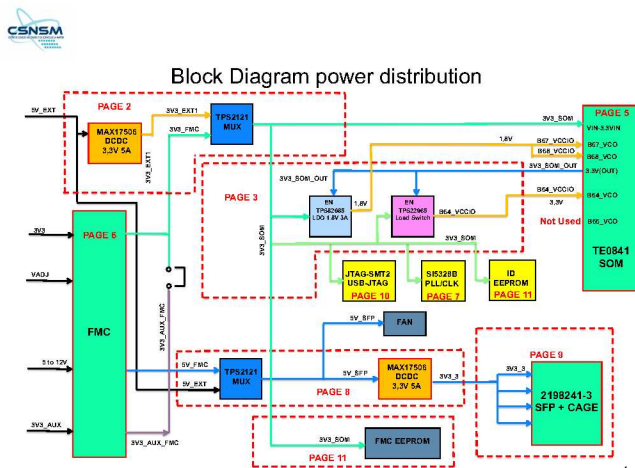 CSNSM
Block Diagram power distribution
PAGE 2
5V_EXT
MAX17506
DCDC
3,3V 5A
3V3_EXT1
3V3_EXT1
3V3_FMC
TPS2121
MUX
3V3_SOM
PAGE 5
VIN-3.3VIN
1,8V
B67_VCCIO
B67_VCO
B68_VCCIO
B68_VCO
3V3_SOM_OUT
3.3V(OUT)
PAGE 3
3V3_SOM_OUT
EN
LDO 1.8V 3A
1,8V
EN
Load Switch
B64_VCCIO
B64_VCCIO
B64_VCO
3,3V
Not Used
B66_VCO
TE0841
SOM
3V3_SOM
3V3_SOM
3V3
PAGE 6
VADJ
FMC
5 to 12V
3V3_AUX
3V3_AUX_FMC
3V3_AUX_FMC
JTAG-SMT2
USB-JTAG
PAGE 10
SI5328B
PLL/CLK
PAGE 7
ID
EEPROM
PAGE 11
5V_SFP
FAN
5V_FMC
5V_EXT
TPS2121
MUX
5V_SFP
PAGE 8
MAX17506
DCDC
3,3V 5A
3V3_3
PAGE 9
3V3_3
2198241-3
SFP + CAGE
3V3_SOM
FMC EEPROM
PAGE 11